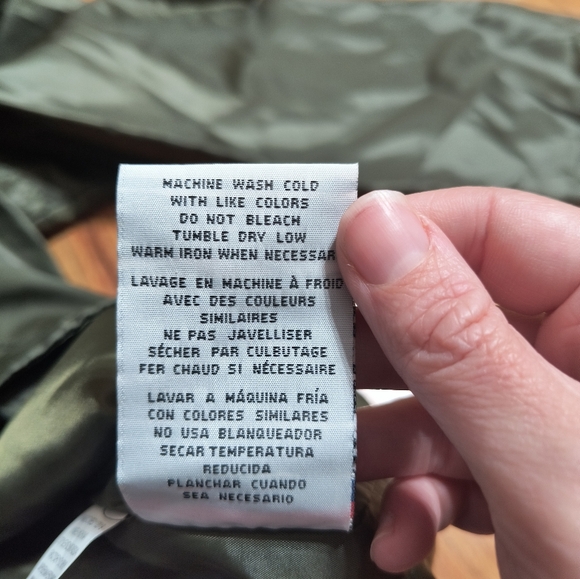 MACHINE WASH COLD
WITH LIKE COLORS
DO NOT BLEACH
TUMBLE DRY LOW
WARM IRON WHEN NECESSAR
LAVAGE EN MACHINE À FROID
AVEC DES COULEURS
SIMILAIRES
NE PAS JAVELLISER
SÉCHER PAR CULBUTAGE
FER CHAUD SI NÉCESSAIRE
LAVAR A MÁQUINA FRÍA
CON COLORES SIMILARES
NO USA BLANQUEADOR
SECAR TEMPERATURA
REDUCIDA
PLANCHAR CUANDO
SEA NECESARIO